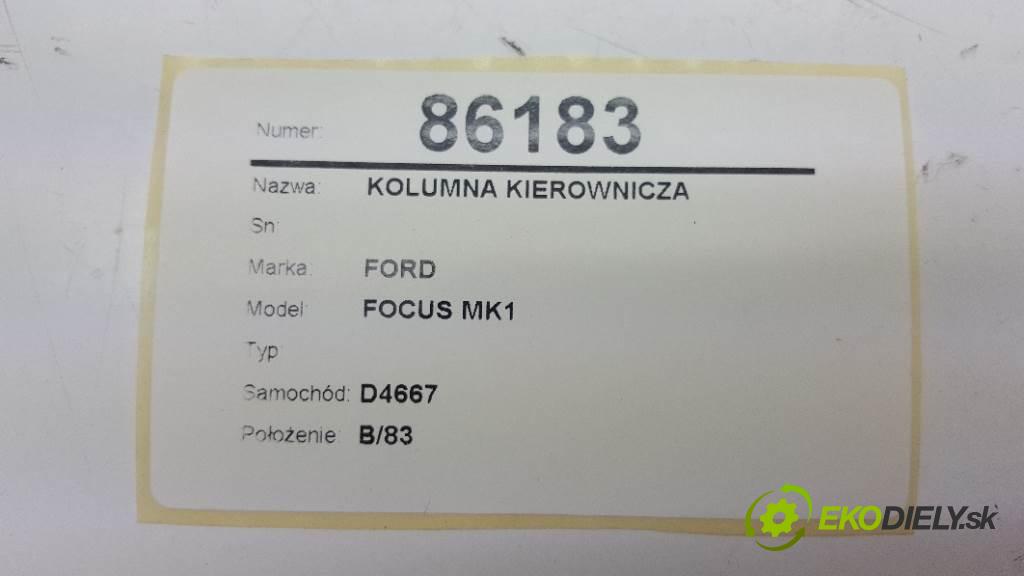 Numer: 86183
Nazwa: KOLUMNA KIEROWNICZA
Sn:
Marka: FORD
Model: FOCUS MK1
Typ:
Samochód: D4667
Położenie: B/83
EKODIELY.sk